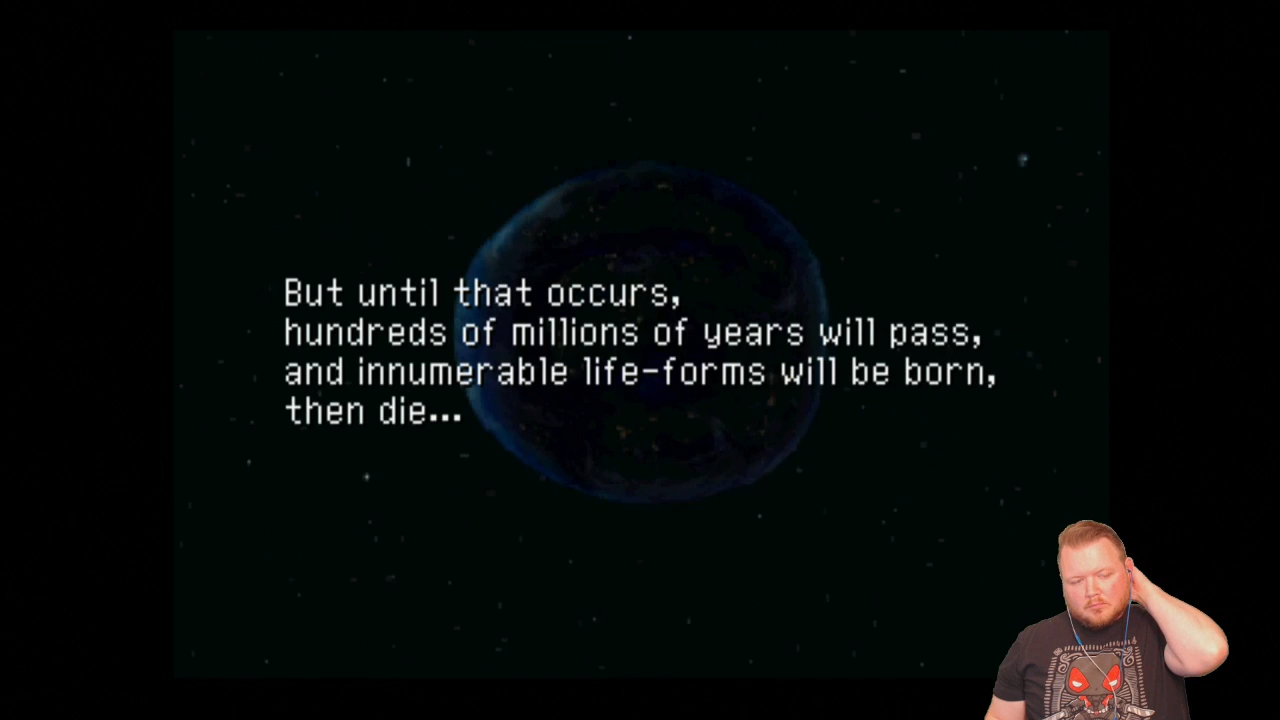 But until that occurs,
hundreds of millions of years will pass,
and innumerable life-forms will be born,
then die...